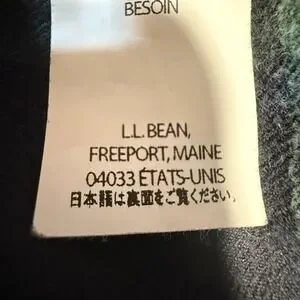 BESOIN
L.L.BEAN,
FREEPORT, MAINE
04033 ÉTATS-UNIS
日本語は裏面をご覧ください。